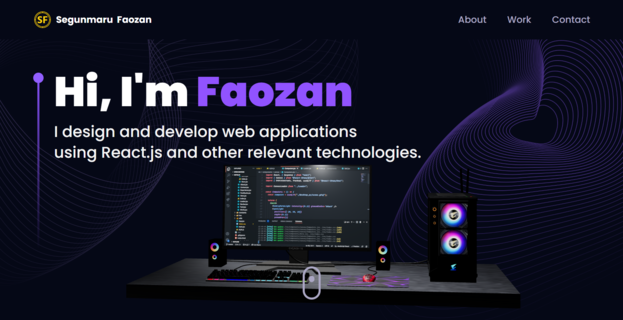 SF Segunmaru Faozan
About Work Contact
Hi, I'm Faozan
I design and develop web applications
using React.js and other relevant technologies.